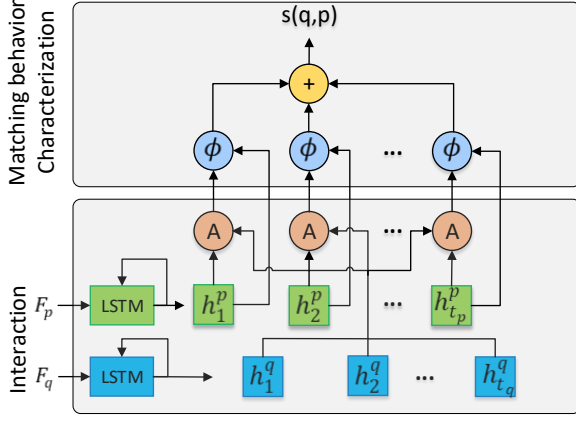 s(q,p)
Matching behavior
Characterization
+
ϕ ϕ ... ϕ
A A ... A
Interaction
F_p LSTM h_1^p h_2^p ... h_{t_p}^p
F_q LSTM h_1^q h_2^q ... h_{t_q}^q